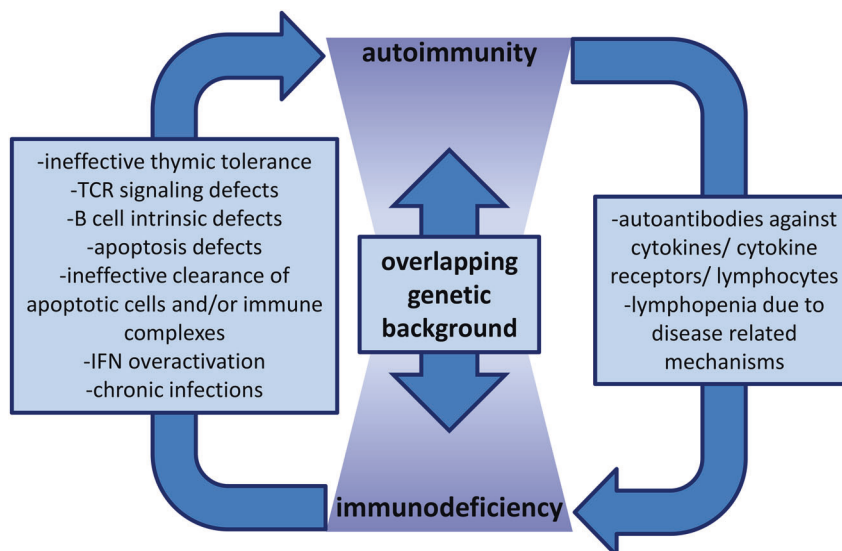 autoimmunity
-ineffective thymic tolerance
-TCR signaling defects
-B cell intrinsic defects
-apoptosis defects
-ineffective clearance of
apoptotic cells and/or immune
complexes
-IFN overactivation
-chronic infections
overlapping
genetic
background
-autoantibodies against
cytokines/ cytokine
receptors/ lymphocytes
-lymphopenia due to
disease related
mechanisms
immunodeficiency